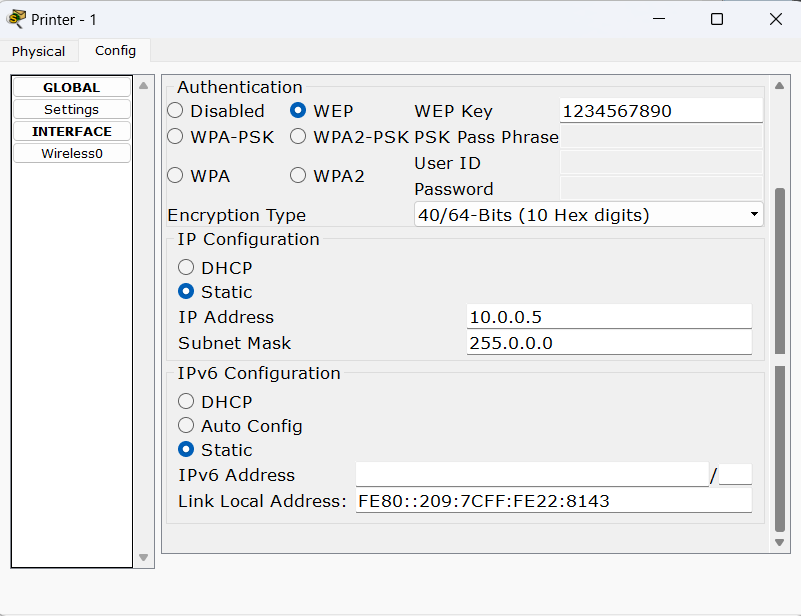 Printer - 1
Physical
Config
GLOBAL
Settings
INTERFACE
Wireless0
Authentication
Disabled WEP WEP Key 1234567890
WPA-PSK WPA2-PSK PSK Pass Phrase
User ID
WPA WPA2
Password
Encryption Type 40/64-Bits (10 Hex digits)
IP Configuration
DHCP
Static
IP Address 10.0.0.5
Subnet Mask 255.0.0.0
IPv6 Configuration
DHCP
Auto Config
Static
IPv6 Address /
Link Local Address: FE80::209:7CFF:FE22:8143